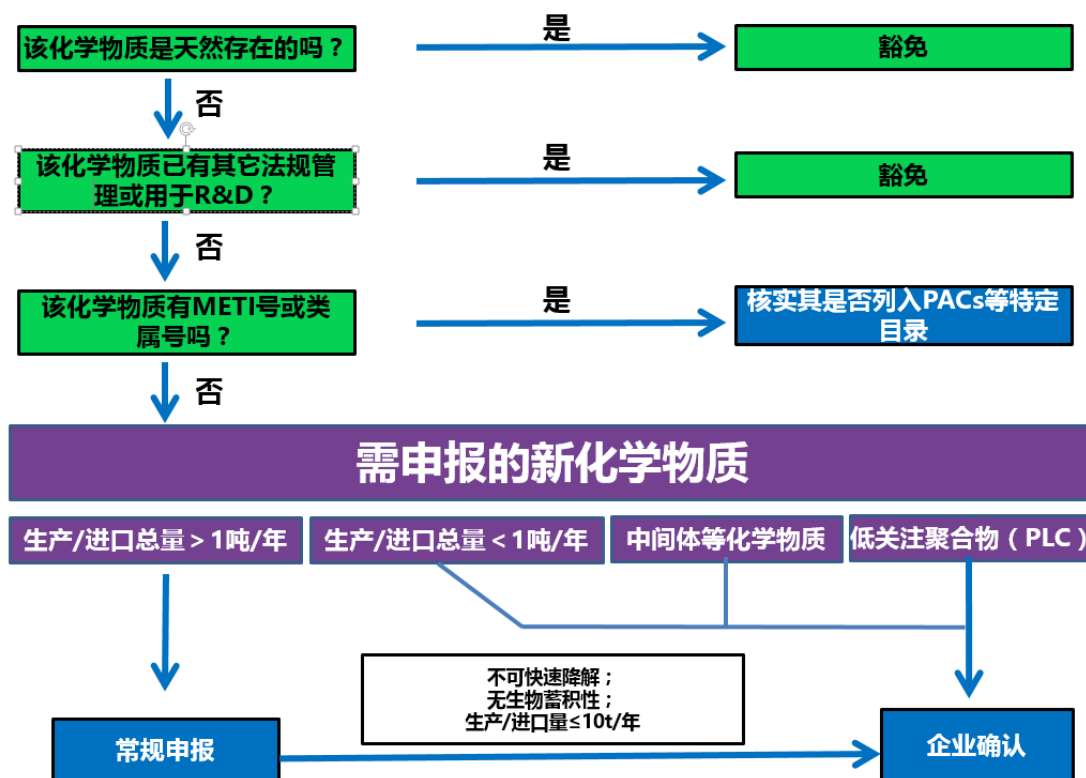 该化学物质是天然存在的吗？
是
豁免
否
该化学物质已有其它法规管
理或用于R&D？
是
豁免
否
该化学物质有METI号或类
属号吗？
是
核实其是否列入PACs等特定
目录
否
需申报的新化学物质
生产/进口总量＞1吨/年
生产/进口总量＜1吨/年
中间体等化学物质
低关注聚合物（PLC）
不可快速降解；
无生物蓄积性；
生产/进口量≤10t/年
常规申报
企业确认